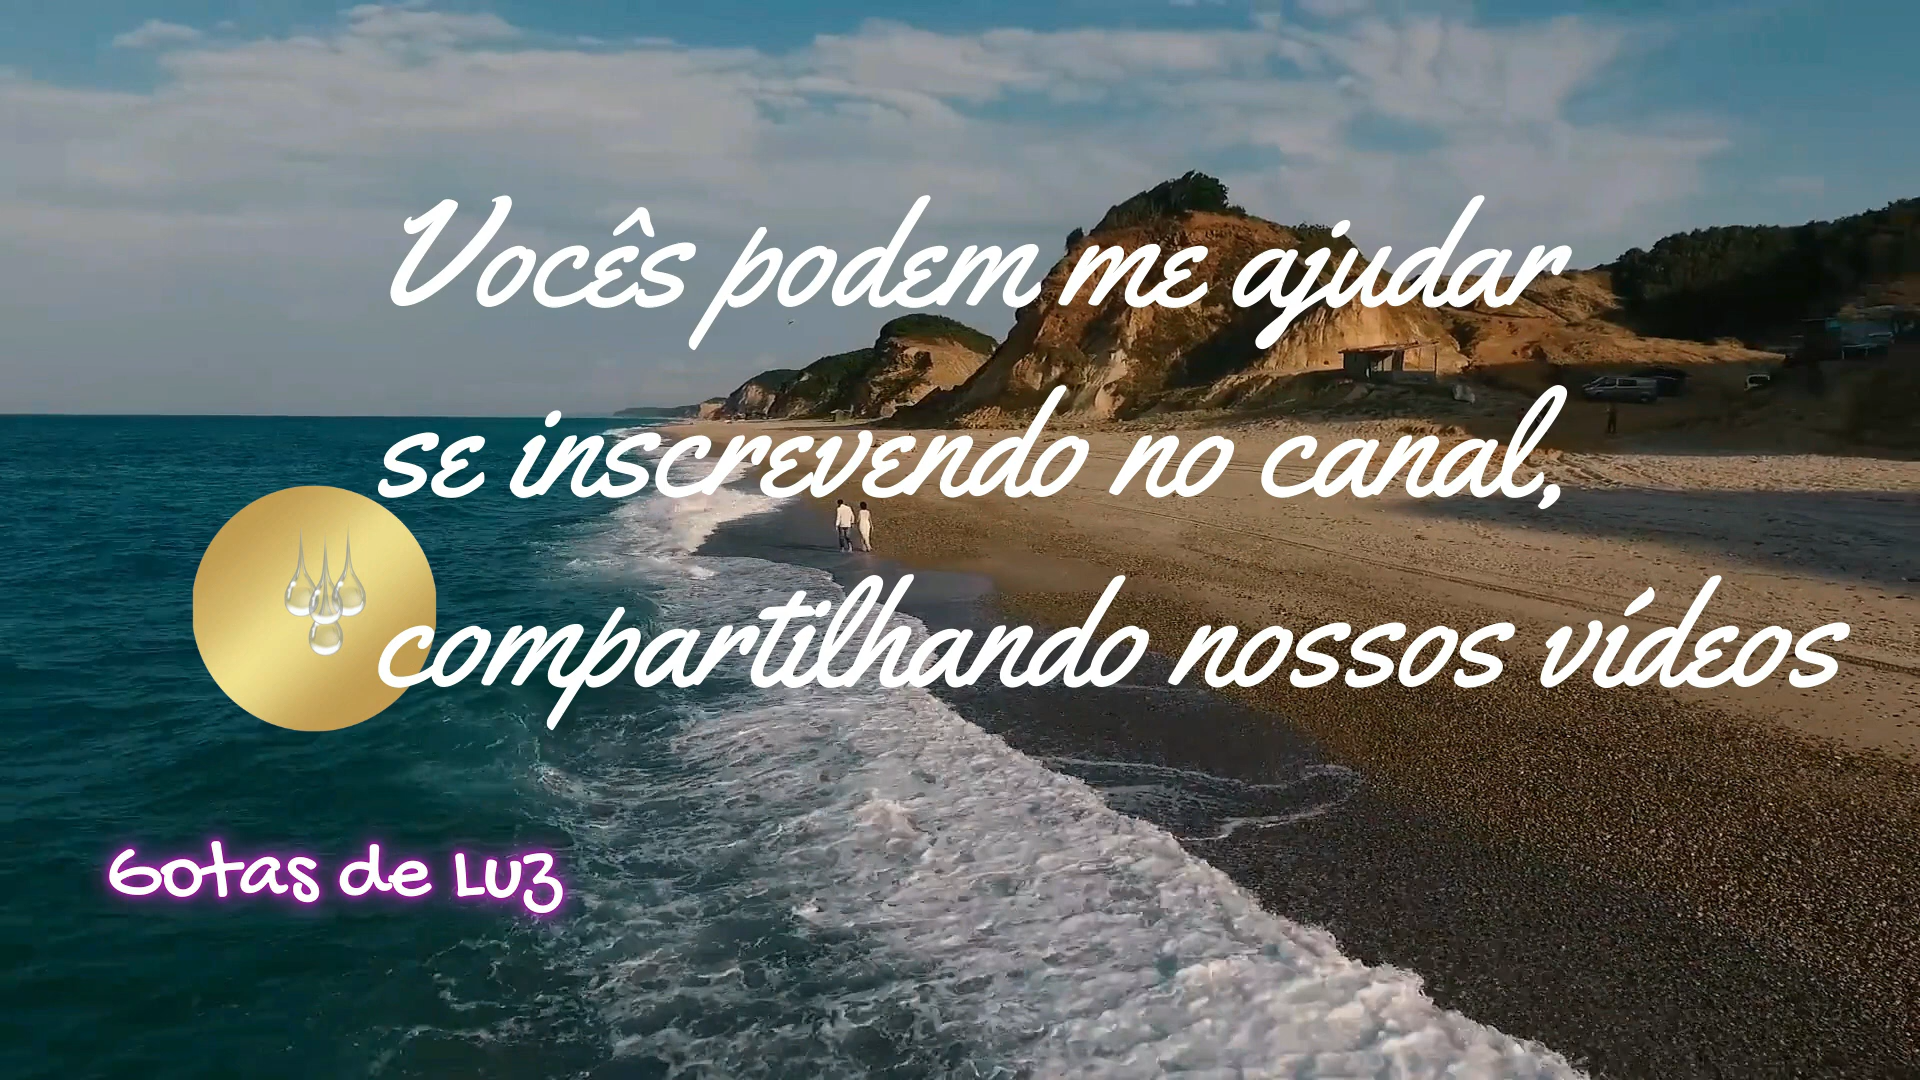 Vocês podem me ajudar
se inscrevendo no canal,
compartilhando nossos vídeos
Gotas de Luz